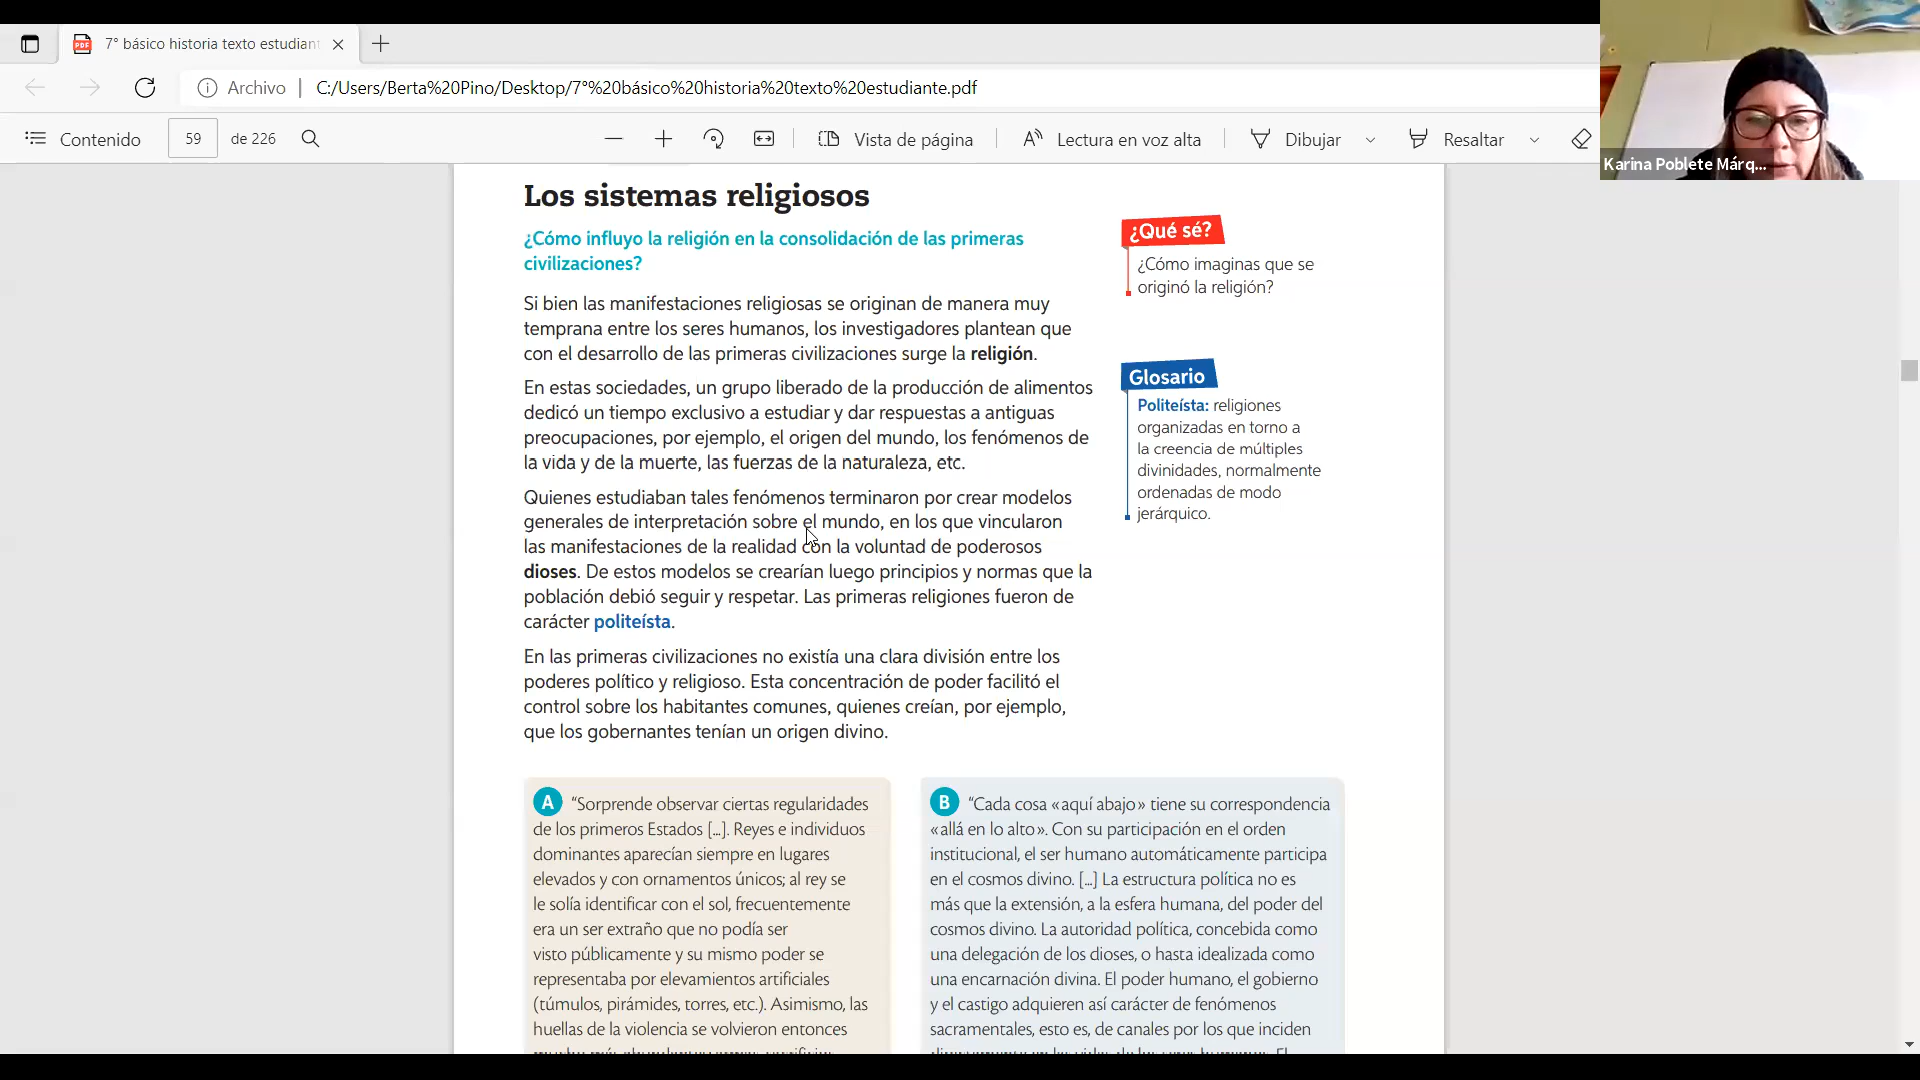 7° básico historia texto estudiant
Archivo | C:/Users/Berta%20Pino/Desktop/7°%20básico%20historia%20texto%20estudiante.pdf
Contenido 59 de 226 Vista de página Lectura en voz alta Dibujar Resaltar
Karina Poblete Márq...
Los sistemas religiosos
¿Cómo influyo la religión en la consolidación de las primeras
civilizaciones?
Si bien las manifestaciones religiosas se originan de manera muy
temprana entre los seres humanos, los investigadores plantean que
con el desarrollo de las primeras civilizaciones surge la religión.
En estas sociedades, un grupo liberado de la producción de alimentos
dedicó un tiempo exclusivo a estudiar y dar respuestas a antiguas
preocupaciones, por ejemplo, el origen del mundo, los fenómenos de
la vida y de la muerte, las fuerzas de la naturaleza, etc.
Quienes estudiaban tales fenómenos terminaron por crear modelos
generales de interpretación sobre el mundo, en los que vincularon
las manifestaciones de la realidad con la voluntad de poderosos
dioses. De estos modelos se crearían luego principios y normas que la
población debió seguir y respetar. Las primeras religiones fueron de
carácter politeísta.
En las primeras civilizaciones no existía una clara división entre los
poderes político y religioso. Esta concentración de poder facilitó el
control sobre los habitantes comunes, quienes creían, por ejemplo,
que los gobernantes tenían un origen divino.
¿Qué sé?
¿Cómo imaginas que se
originó la religión?
Glosario
Politeísta: religiones
organizadas en torno a
la creencia de múltiples
divinidades, normalmente
ordenadas de modo
jerárquico.
A "Sorprende observar ciertas regularidades
de los primeros Estados [...]. Reyes e individuos
dominantes aparecían siempre en lugares
elevados y con ornamentos únicos; al rey se
le solía identificar con el sol, frecuentemente
era un ser extraño que no podía ser
visto públicamente y su mismo poder se
representaba por elevamientos artificiales
(túmulos, pirámides, torres, etc.). Asimismo, las
huellas de la violencia se volvieron entonces
B "Cada cosa «aquí abajo» tiene su correspondencia
«allá en lo alto». Con su participación en el orden
institucional, el ser humano automáticamente participa
en el cosmos divino. [...] La estructura política no es
más que la extensión, a la esfera humana, del poder del
cosmos divino. La autoridad política, concebida como
una delegación de los dioses, o hasta idealizada como
una encarnación divina. El poder humano, el gobierno
y el castigo adquieren así carácter de fenómenos
sacramentales, esto es, de canales por los que inciden